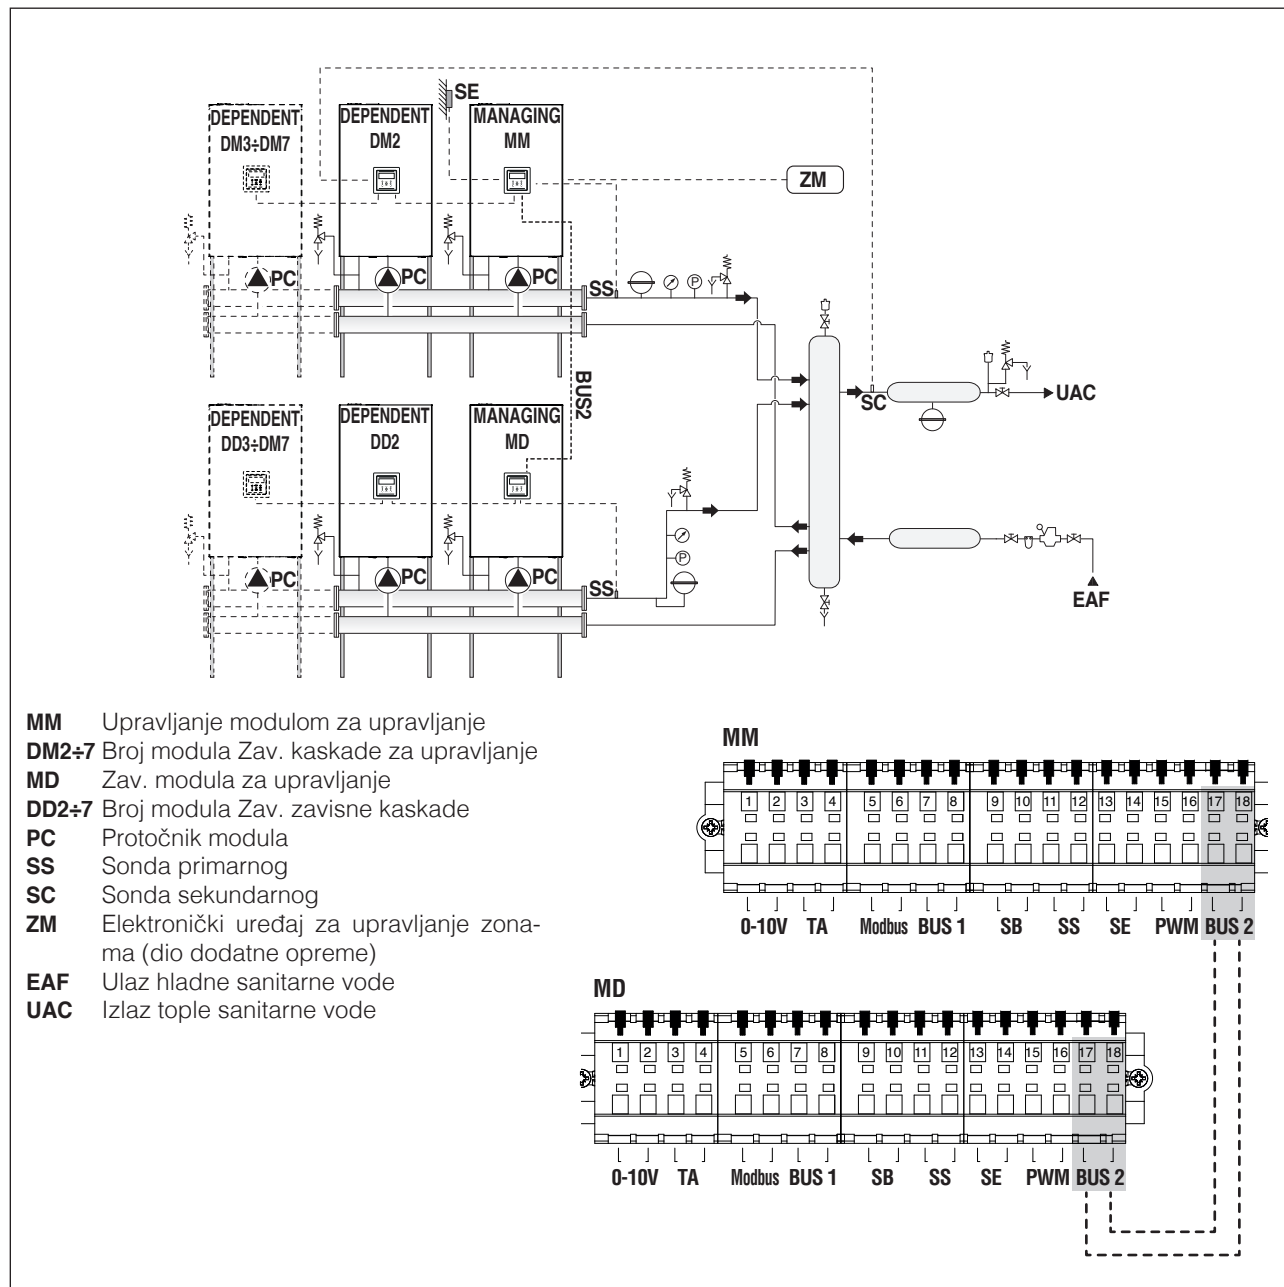 SE
DEPENDENT
DM3÷DM7
DEPENDENT
DM2
MANAGING
MM
ZM
PC
PC
PC
SS
P
BUS2
SC
UAC
DEPENDENT
DD3÷DM7
DEPENDENT
DD2
MANAGING
MD
P
PC
PC
PC
SS
EAF
MM Upravljanje modulom za upravljanje
DM2÷7 Broj modula Zav. kaskade za upravljanje
MD Zav. modula za upravljanje
DD2÷7 Broj modula Zav. zavisne kaskade
PC Protočnik modula
SS Sonda primarnog
SC Sonda sekundarnog
ZM Elektronički uređaj za upravljanje zona-
ma (dio dodatne opreme)
EAF Ulaz hladne sanitarne vode
UAC Izlaz tople sanitarne vode
MM
1 2 3 4 5 6 7 8 9 10 11 12 13 14 15 16 17 18
0-10V TA Modbus BUS 1 SB SS SE PWM BUS 2
MD
1 2 3 4 5 6 7 8 9 10 11 12 13 14 15 16 17 18
0-10V TA Modbus BUS 1 SB SS SE PWM BUS 2